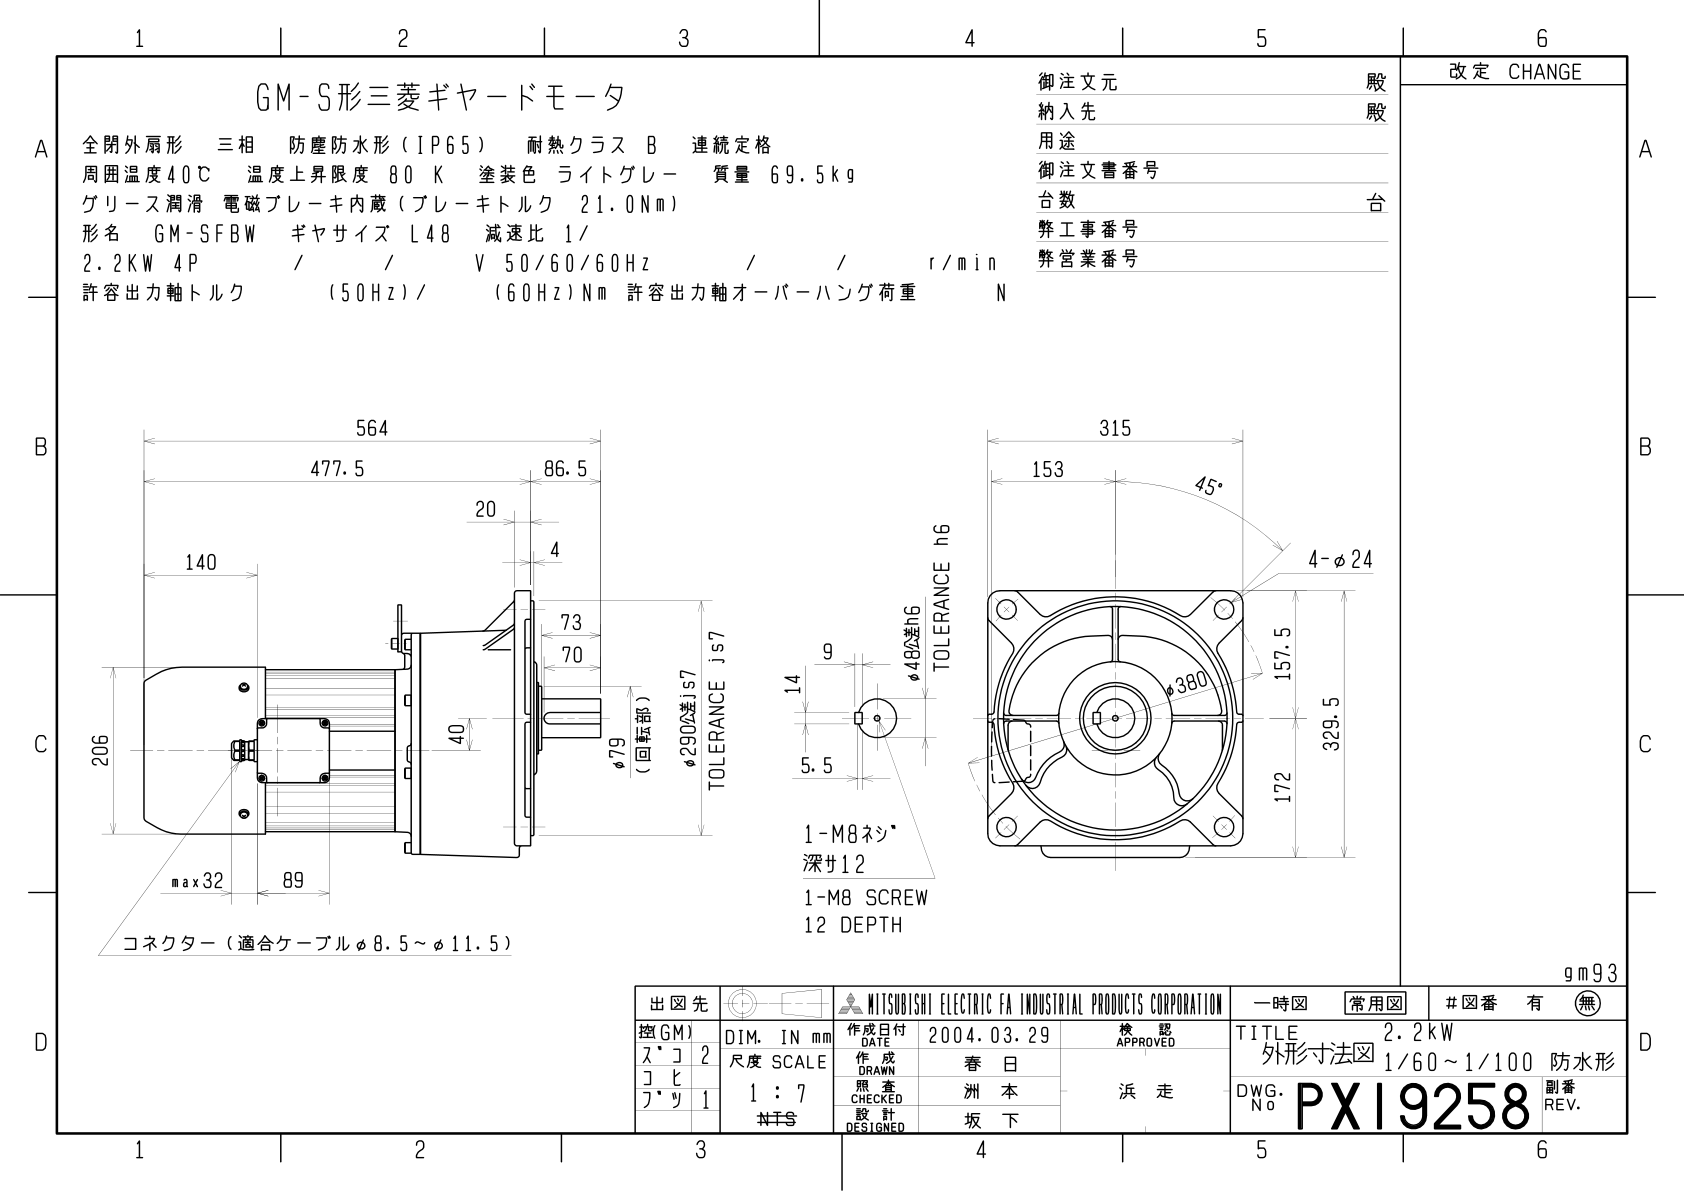 1 2 3 4 5 6
改定 CHANGE
GM-S形三菱ギヤードモータ
全閉外扇形 三相 防塵防水形(IP65) 耐熱クラス B 連続定格
周囲温度40℃ 温度上昇限度 80 K 塗装色 ライトグレー 質量 69.5kg
グリース潤滑 電磁ブレーキ内蔵(ブレーキトルク 21.0Nm)
形名 GM-SFBW ギヤサイズ L48 減速比 1/
2.2KW 4P / / V 50/60/60Hz / / r/min
許容出力軸トルク (50Hz)/ (60Hz)Nm 許容出力軸オーバーハング荷重 N
御注文元 殿
納入先 殿
用途
御注文書番号
台数 台
弊工事番号
弊営業番号
A A
B B
C C
D D
564
477.5 86.5
20
4
140
73
70
206
40
φ79
(回転部)
φ290公差js7
TOLERANCE js7
max32 89
コネクター(適合ケーブルφ8.5~φ11.5)
9
14
5.5
φ48公差h6
TOLERANCE h6
1-M8ネジ
深サ12
1-M8 SCREW
12 DEPTH
315
153
45°
4-φ24
φ380
157.5
172
329.5
gm93
出図先
控(GM)
ズコ 2
コヒ
ブツ 1
DIM. IN mm
尺度 SCALE
1 : 7
NTS
MITSUBISHI ELECTRIC FA INDUSTRIAL PRODUCTS CORPORATION
作成日付 DATE 2004.03.29
作成 DRAWN 春日
照査 CHECKED 洲本
設計 DESIGNED 坂下
検認 APPROVED
浜走
一時図 常用図 #図番 有 無
TITLE 2.2kW
外形寸法図 1/60~1/100 防水形
DWG. No PX19258 副番 REV.
1 2 3 4 5 6